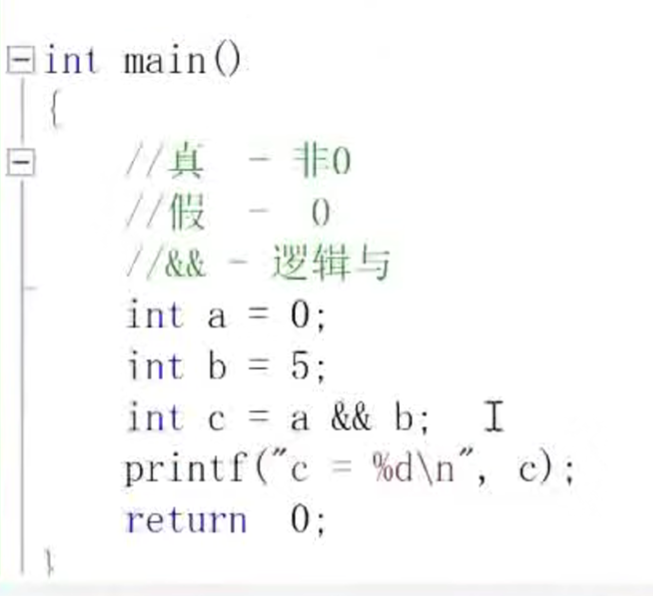 int main()
{
//真 - 非0
//假 - 0
//&& - 逻辑与
int a = 0;
int b = 5;
int c = a && b;
printf("c = %d\n", c);
return 0;
}